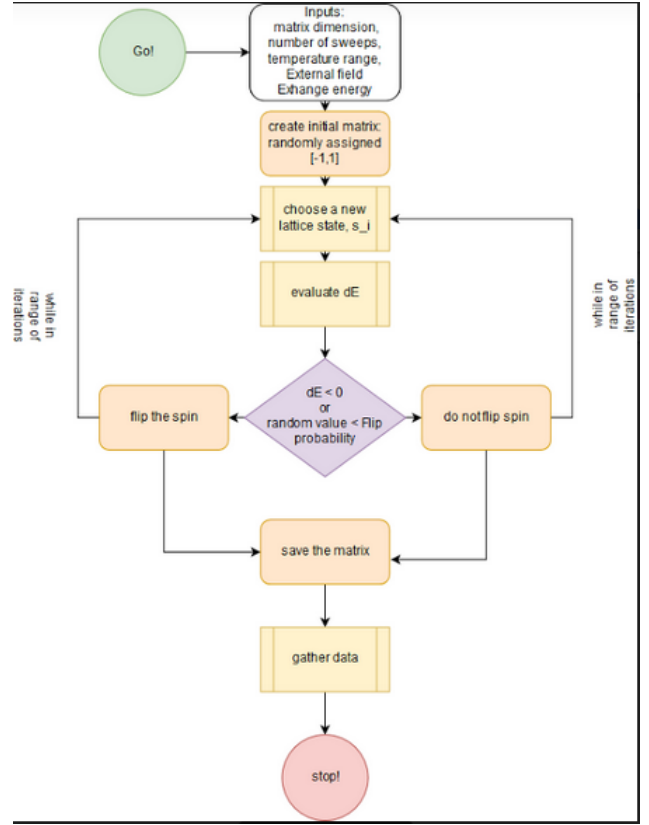 Go!
Inputs:
matrix dimension,
number of sweeps,
temperature range,
External field
Exhange energy
create initial matrix:
randomly assigned
[-1,1]
choose a new
lattice state, s_i
evaluate dE
while in
range of
iterations
while in
range of
iterations
dE < 0
or
random value < Flip
probability
flip the spin
do not flip spin
save the matrix
gather data
stop!